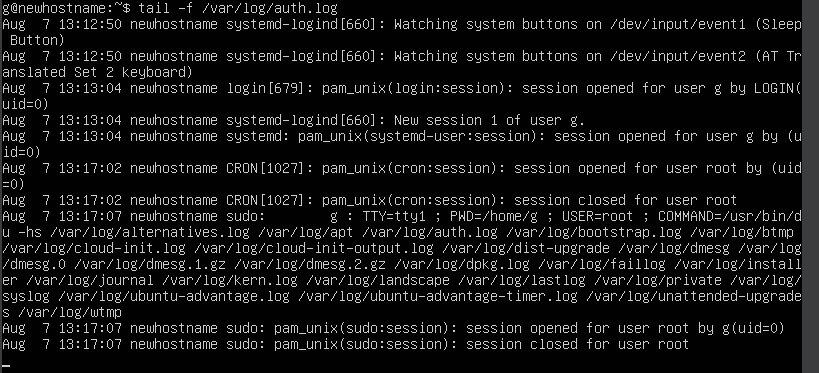 g@newhostname:~$ tail -f /var/log/auth.log
Aug  7 13:12:50 newhostname systemd-logind[660]: Watching system buttons on /dev/input/event1 (Sleep
 Button)
Aug  7 13:12:50 newhostname systemd-logind[660]: Watching system buttons on /dev/input/event2 (AT Tr
anslated Set 2 keyboard)
Aug  7 13:13:04 newhostname login[679]: pam_unix(login:session): session opened for user g by LOGIN(
uid=0)
Aug  7 13:13:04 newhostname systemd-logind[660]: New session 1 of user g.
Aug  7 13:13:04 newhostname systemd: pam_unix(systemd-user:session): session opened for user g by (u
id=0)
Aug  7 13:17:02 newhostname CRON[1027]: pam_unix(cron:session): session opened for user root by (uid
=0)
Aug  7 13:17:02 newhostname CRON[1027]: pam_unix(cron:session): session closed for user root
Aug  7 13:17:07 newhostname sudo:        g : TTY=tty1 ; PWD=/home/g ; USER=root ; COMMAND=/usr/bin/d
u -hs /var/log/alternatives.log /var/log/apt /var/log/auth.log /var/log/bootstrap.log /var/log/btmp
/var/log/cloud-init.log /var/log/cloud-init-output.log /var/log/dist-upgrade /var/log/dmesg /var/log
/dmesg.0 /var/log/dmesg.1.gz /var/log/dmesg.2.gz /var/log/dpkg.log /var/log/faillog /var/log/install
er /var/log/journal /var/log/kern.log /var/log/landscape /var/log/lastlog /var/log/private /var/log/
syslog /var/log/ubuntu-advantage.log /var/log/ubuntu-advantage-timer.log /var/log/unattended-upgrade
s /var/log/wtmp
Aug  7 13:17:07 newhostname sudo: pam_unix(sudo:session): session opened for user root by g(uid=0)
Aug  7 13:17:07 newhostname sudo: pam_unix(sudo:session): session closed for user root